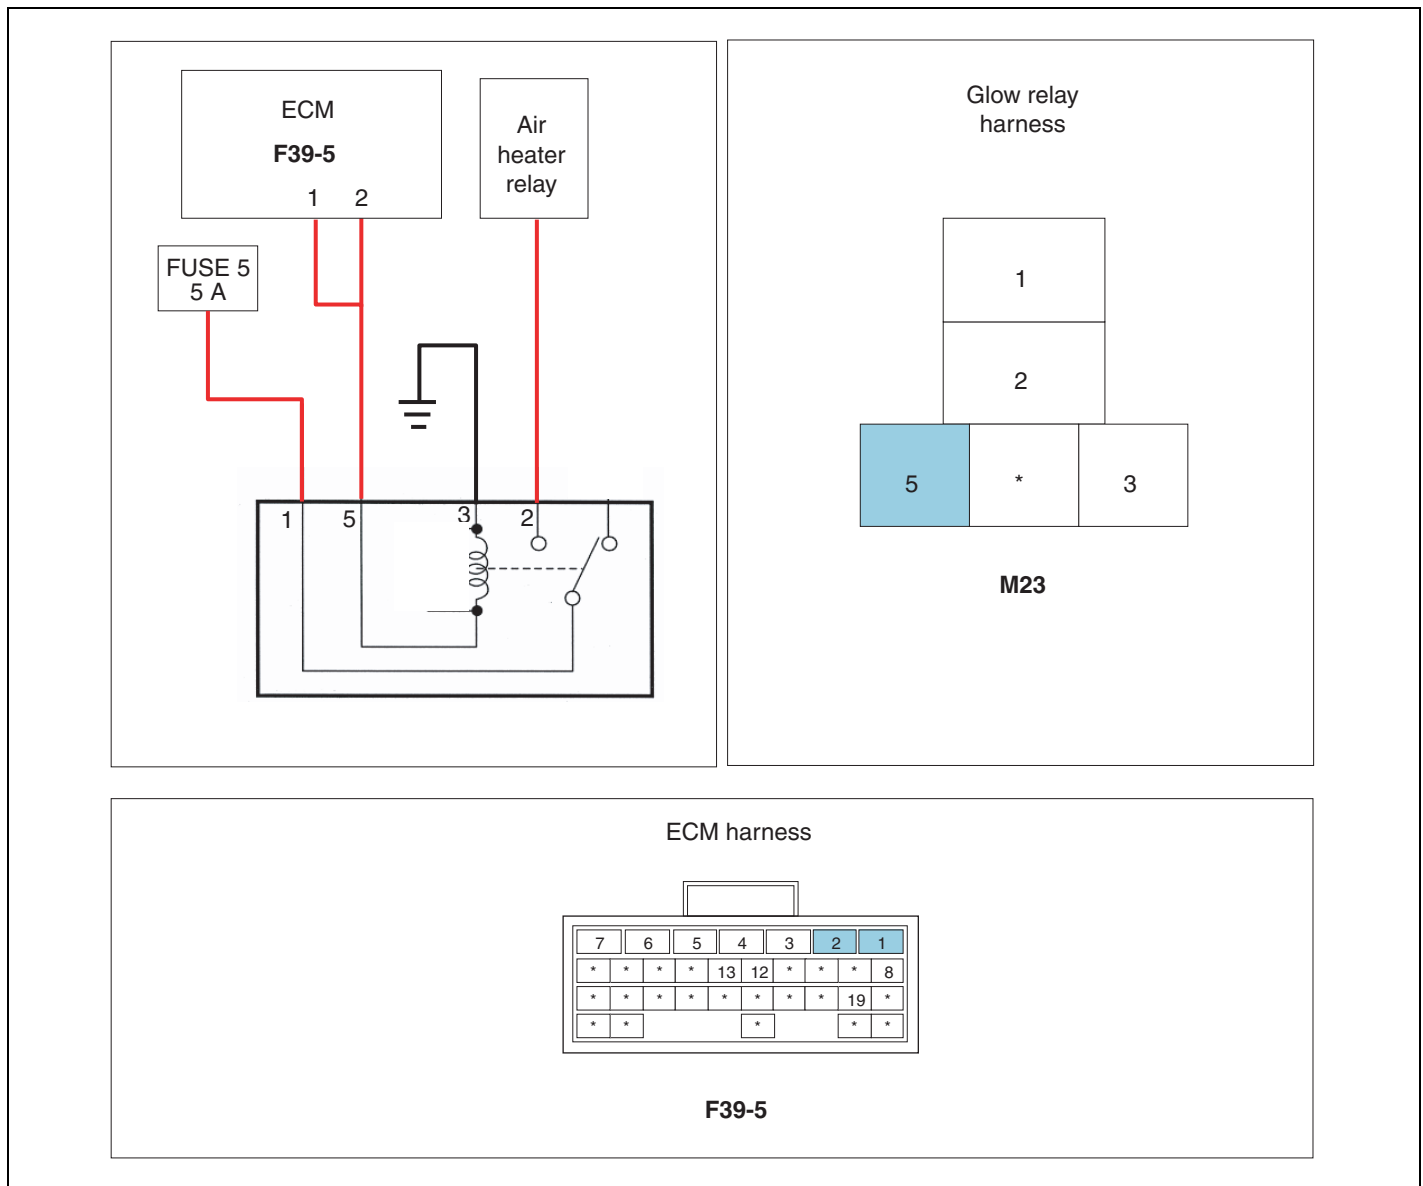 ECM
F39-5
1 2
Air
heater
relay
FUSE 5
5 A
1 5 3 2
Glow relay
harness
1
2
5 * 3
M23
ECM harness
7 6 5 4 3 2 1
* * * * 13 12 * * * 8
* * * * * * * * 19 *
* * * * *
F39-5